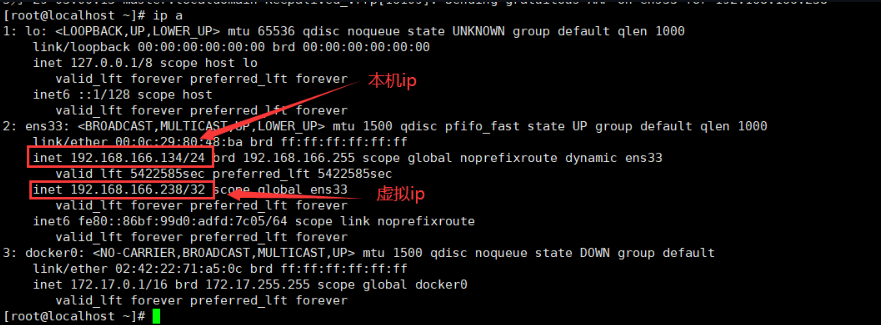 [root@localhost ~]# ip a
1: lo: <LOOPBACK,UP,LOWER_UP> mtu 65536 qdisc noqueue state UNKNOWN group default qlen 1000
link/loopback 00:00:00:00:00:00 brd 00:00:00:00:00:00
inet 127.0.0.1/8 scope host lo
valid_lft forever preferred_lft forever
本机ip
inet6 ::1/128 scope host
valid_lft forever preferred_lft forever
2: ens33: <BROADCAST,MULTICAST,UP,LOWER_UP> mtu 1500 qdisc pfifo_fast state UP group default qlen 1000
link/ether 00:0c:29:80:48:ba brd ff:ff:ff:ff:ff:ff
inet 192.168.166.134/24 brd 192.168.166.255 scope global noprefixroute dynamic ens33
valid_lft 5422585sec preferred_lft 5422585sec
inet 192.168.166.238/32 scope global ens33
虚拟ip
valid_lft forever preferred_lft forever
inet6 fe80::86bf:99d0:adfd:7c05/64 scope link noprefixroute
valid_lft forever preferred_lft forever
3: docker0: <NO-CARRIER,BROADCAST,MULTICAST,UP> mtu 1500 qdisc noqueue state DOWN group default
link/ether 02:42:22:71:a5:0c brd ff:ff:ff:ff:ff:ff
inet 172.17.0.1/16 brd 172.17.255.255 scope global docker0
valid_lft forever preferred_lft forever
[root@localhost ~]#